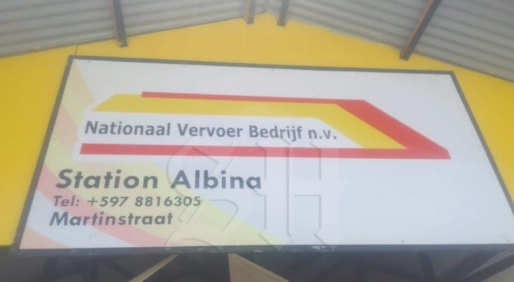 Nationaal Vervoer Bedrijf n.v.
Station Albina
Tel: +597 8816305
Martinstraat